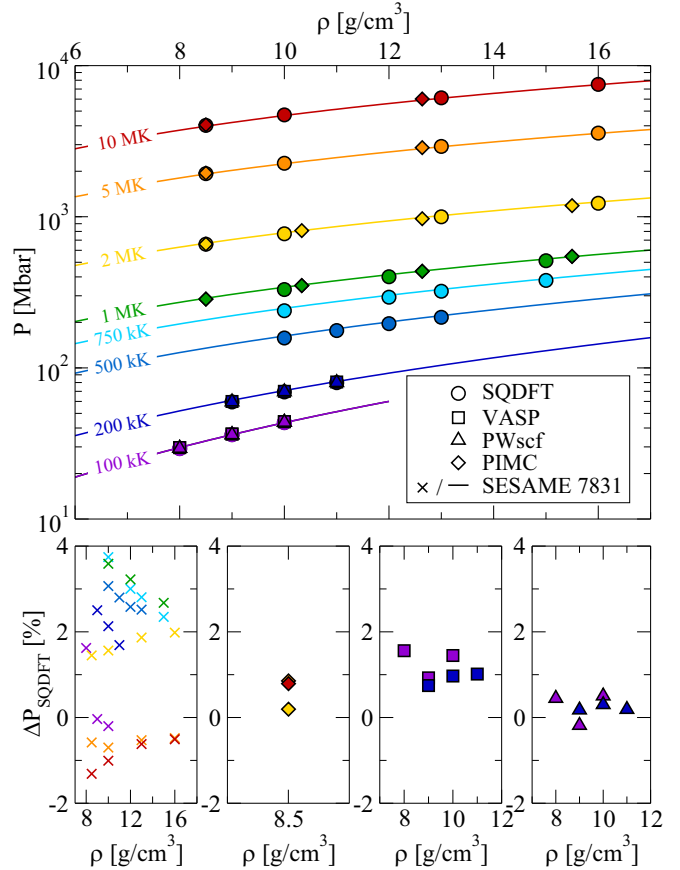 ρ [g/cm³]
6 8 10 12 14 16
10⁴
10³
10²
10¹
P [Mbar]
10 MK
5 MK
2 MK
1 MK
750 kK
500 kK
200 kK
100 kK
SQDFT
VASP
PWscf
PIMC
/ SESAME 7831
ΔP_SQDFT [%]
4 4 4 4
2 2 2 2
0 0 0 0
-2 -2 -2 -2
8 12 16 8.5 8 10 12 8 10 12
ρ [g/cm³] ρ [g/cm³] ρ [g/cm³] ρ [g/cm³]